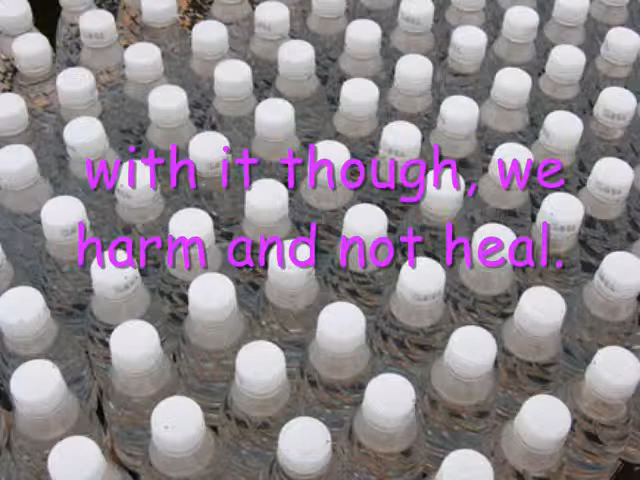 with it though, we
harm and not heal.